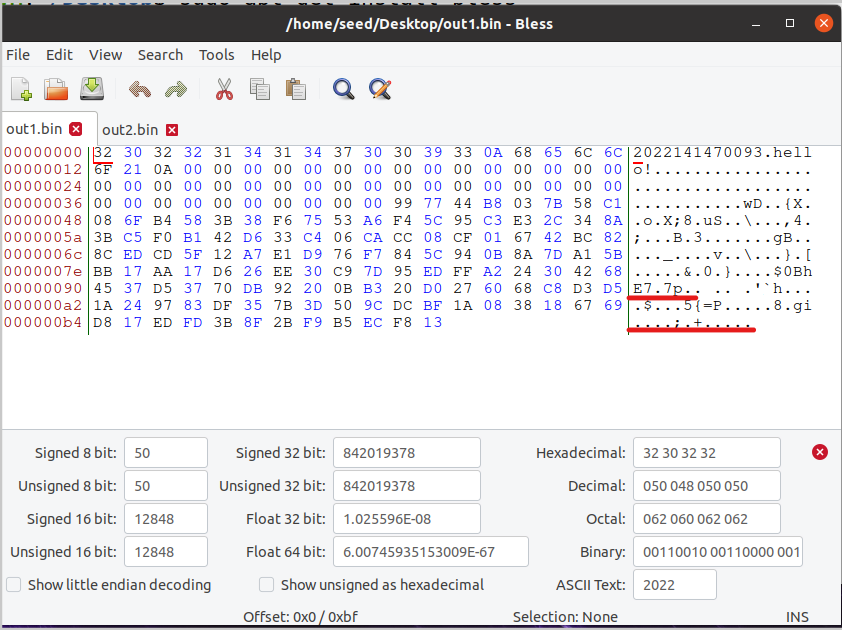 /home/seed/Desktop/out1.bin - Bless
File Edit View Search Tools Help
out1.bin out2.bin
00000000 32 30 32 32 31 34 31 34 37 30 30 39 33 0A 68 65 6C 6C 2022141470093.hell
00000012 6F 21 0A 00 00 00 00 00 00 00 00 00 00 00 00 00 00 00 o!................
00000024 00 00 00 00 00 00 00 00 00 00 00 00 00 00 00 00 00 00 ..................
00000036 00 00 00 00 00 00 00 00 00 00 99 77 44 B8 03 7B 58 C1 ...........wD..{X.
00000048 08 6F B4 58 3B 38 F6 75 53 A6 F4 5C 95 C3 E3 2C 34 8A .o.X;8.uS..\...,4.
0000005a 3B C5 F0 B1 42 D6 33 C4 06 CA CC 08 CF 01 67 42 BC 82 ;...B.3.......gB..
0000006c 8C ED CD 5F 12 A7 E1 D9 76 F7 84 5C 94 0B 8A 7D A1 5B ..._....v..\...}.[
0000007e BB 17 AA 17 D6 26 EE 30 C9 7D 95 ED FF A2 24 30 42 68 .....&.0.}....$0Bh
00000090 45 37 D5 37 70 DB 92 20 0B B3 20 D0 27 60 68 C8 D3 D5 E7.7p.. .. .'`h...
000000a2 1A 24 97 83 DF 35 7B 3D 50 9C DC BF 1A 08 38 18 67 69 .$...5{=P.....8.gi
000000b4 D8 17 ED FD 3B 8F 2B F9 B5 EC F8 13 ....;.+.....
Signed 8 bit: 50 Signed 32 bit: 842019378 Hexadecimal: 32 30 32 32
Unsigned 8 bit: 50 Unsigned 32 bit: 842019378 Decimal: 050 048 050 050
Signed 16 bit: 12848 Float 32 bit: 1.025596E-08 Octal: 062 060 062 062
Unsigned 16 bit: 12848 Float 64 bit: 6.00745935153009E-67 Binary: 00110010 00110000 001
Show little endian decoding Show unsigned as hexadecimal ASCII Text: 2022
Offset: 0x0 / 0xbf Selection: None INS